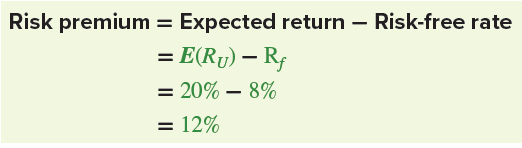 Risk premium = Expected return – Risk-free rate
= E(R_U) – R_f
= 20% – 8%
= 12%